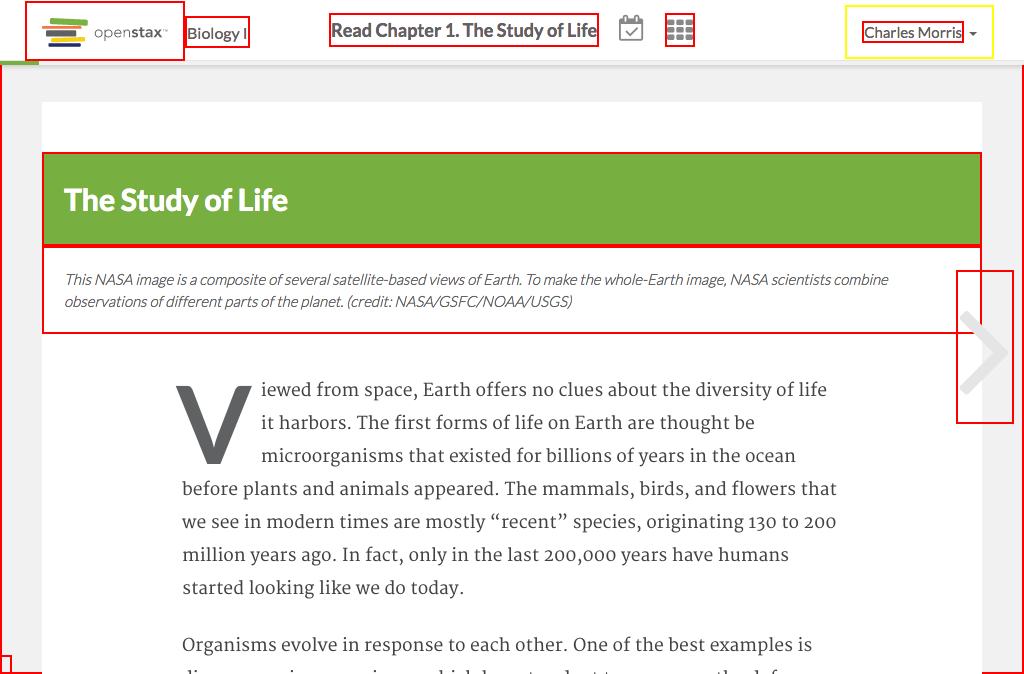 openstax™
Biology I
Read Chapter 1. The Study of Life
Charles Morris
The Study of Life
This NASA image is a composite of several satellite-based views of Earth. To make the whole-Earth image, NASA scientists combine
observations of different parts of the planet. (credit: NASA/GSFC/NOAA/USGS)
Viewed from space, Earth offers no clues about the diversity of life
it harbors. The first forms of life on Earth are thought be
microorganisms that existed for billions of years in the ocean
before plants and animals appeared. The mammals, birds, and flowers that
we see in modern times are mostly “recent” species, originating 130 to 200
million years ago. In fact, only in the last 200,000 years have humans
started looking like we do today.
Organisms evolve in response to each other. One of the best examples is